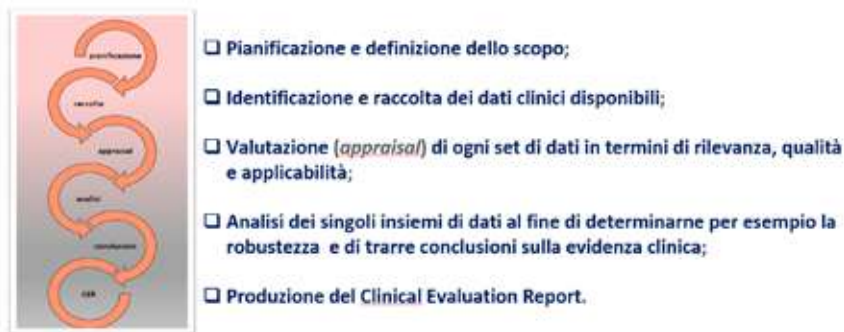 pianificazione
raccolta
appraisal
analisi
conclusioni
CER
Pianificazione e definizione dello scopo;
Identificazione e raccolta dei dati clinici disponibili;
Valutazione (appraisal) di ogni set di dati in termini di rilevanza, qualità
e applicabilità;
Analisi dei singoli insiemi di dati al fine di determinarne per esempio la
robustezza e di trarre conclusioni sulla evidenza clinica;
Produzione del Clinical Evaluation Report.